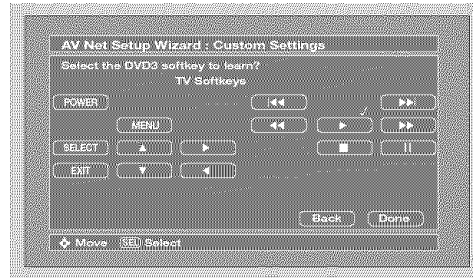 AV Net Setup Wizard : Custom Settings
Select the DVD3 softkey to learn?
TV Softkeys
POWER
MENU
SELECT
EXIT
Back Done
Move SEL Select